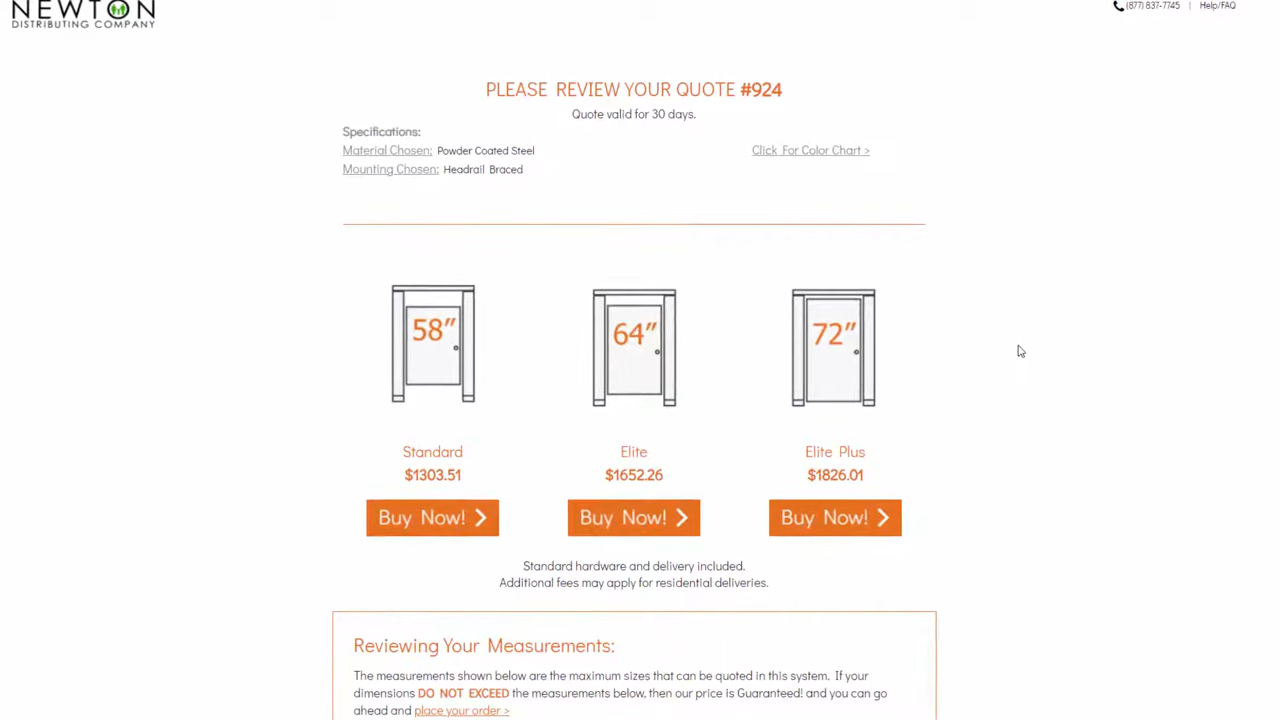 NEWTON
DISTRIBUTING COMPANY
(877) 837-7745 | Help/FAQ
PLEASE REVIEW YOUR QUOTE #924
Quote valid for 30 days.
Specifications:
Material Chosen: Powder Coated Steel
Click For Color Chart >
Mounting Chosen: Headrail Braced
58” 64” 72”
Standard Elite Elite Plus
$1303.51 $1652.26 $1826.01
Buy Now! Buy Now! Buy Now!
Standard hardware and delivery included.
Additional fees may apply for residential deliveries.
Reviewing Your Measurements:
The measurements shown below are the maximum sizes that can be quoted in this system. If your
dimensions DO NOT EXCEED the measurements below, then our price is Guaranteed! and you can go
ahead and place your order >